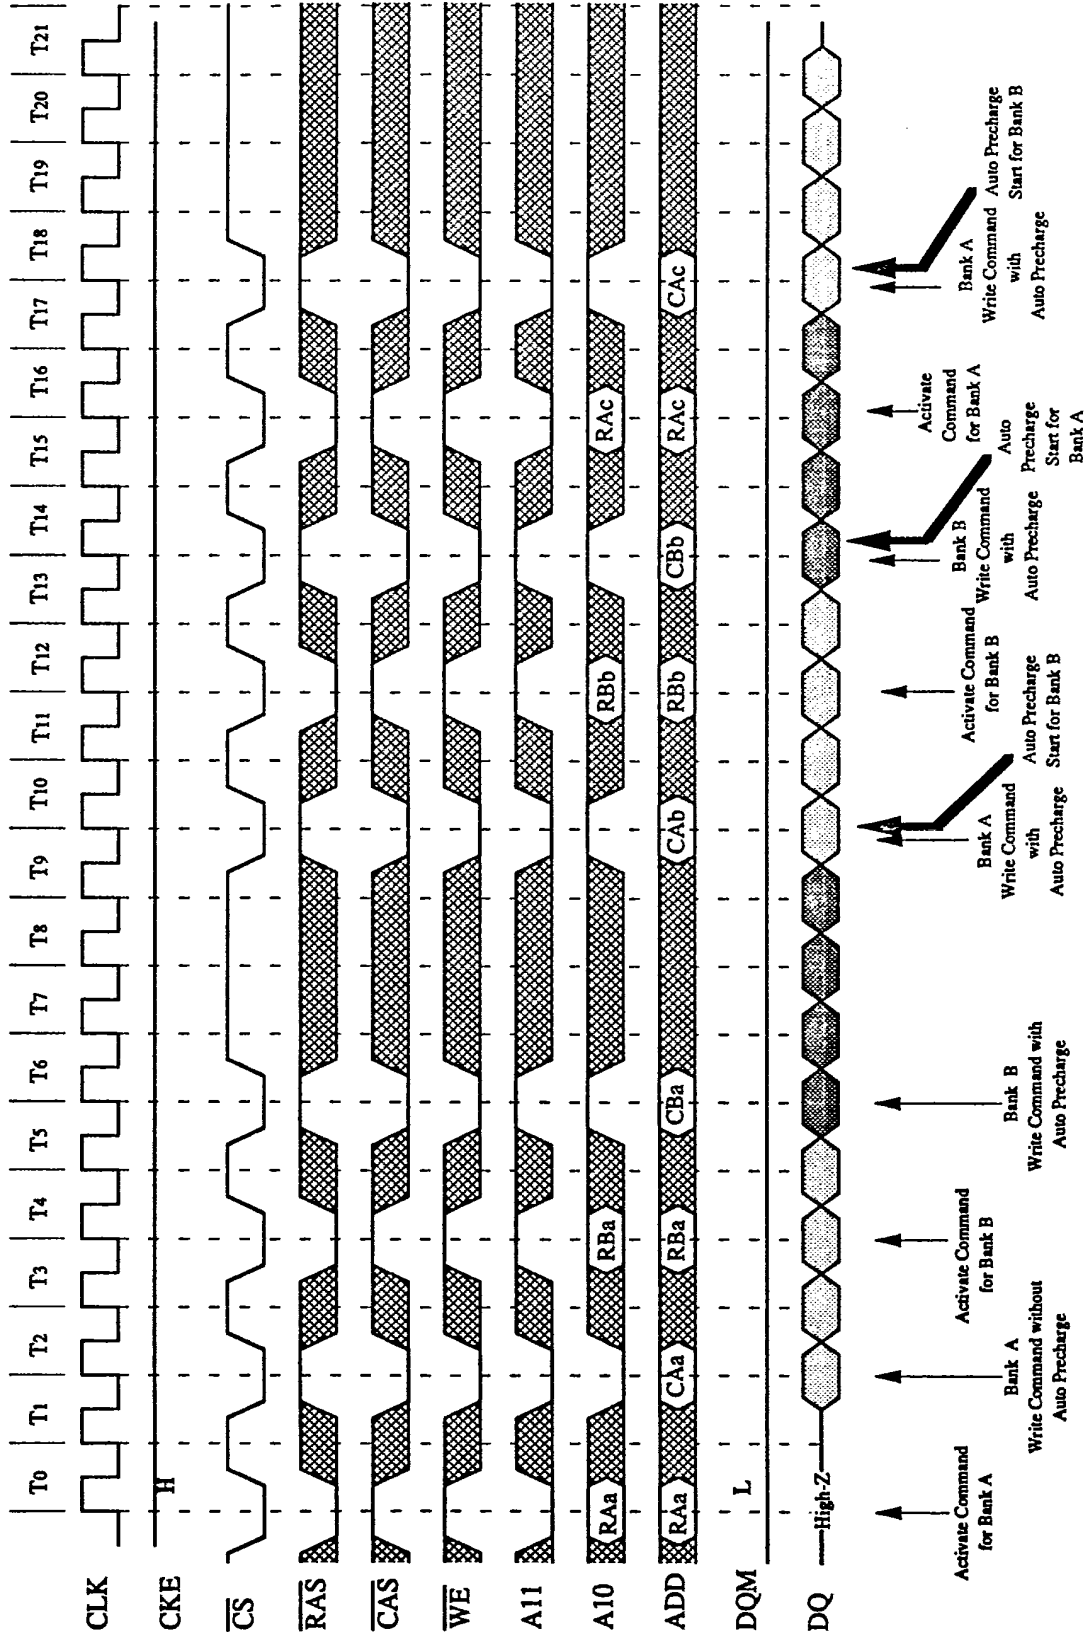 T0 T1 T2 T3 T4 T5 T6 T7 T8 T9 T10 T11 T12 T13 T14 T15 T16 T17 T18 T19 T20 T21
CLK
CKE H
CS
RAS
CAS
WE
A11
A10 RAa RBa RBb RAc
ADD RAa CAa RBa CBa CAb RBb CBb RAc CAc
DQM L
DQ High-Z
Activate Command
for Bank A
Bank A
Write Command without
Auto Precharge
Activate Command
for Bank B
Bank B
Write Command with
Auto Precharge
Bank A
Write Command
with
Auto Precharge
Auto Precharge
Start for Bank B
Activate Command
for Bank B
Bank B
Write Command
with
Auto Precharge
Auto
Precharge
Start for
Bank A
Activate
Command
for Bank A
Bank A
Write Command
with
Auto Precharge
Auto Precharge
Start for Bank B